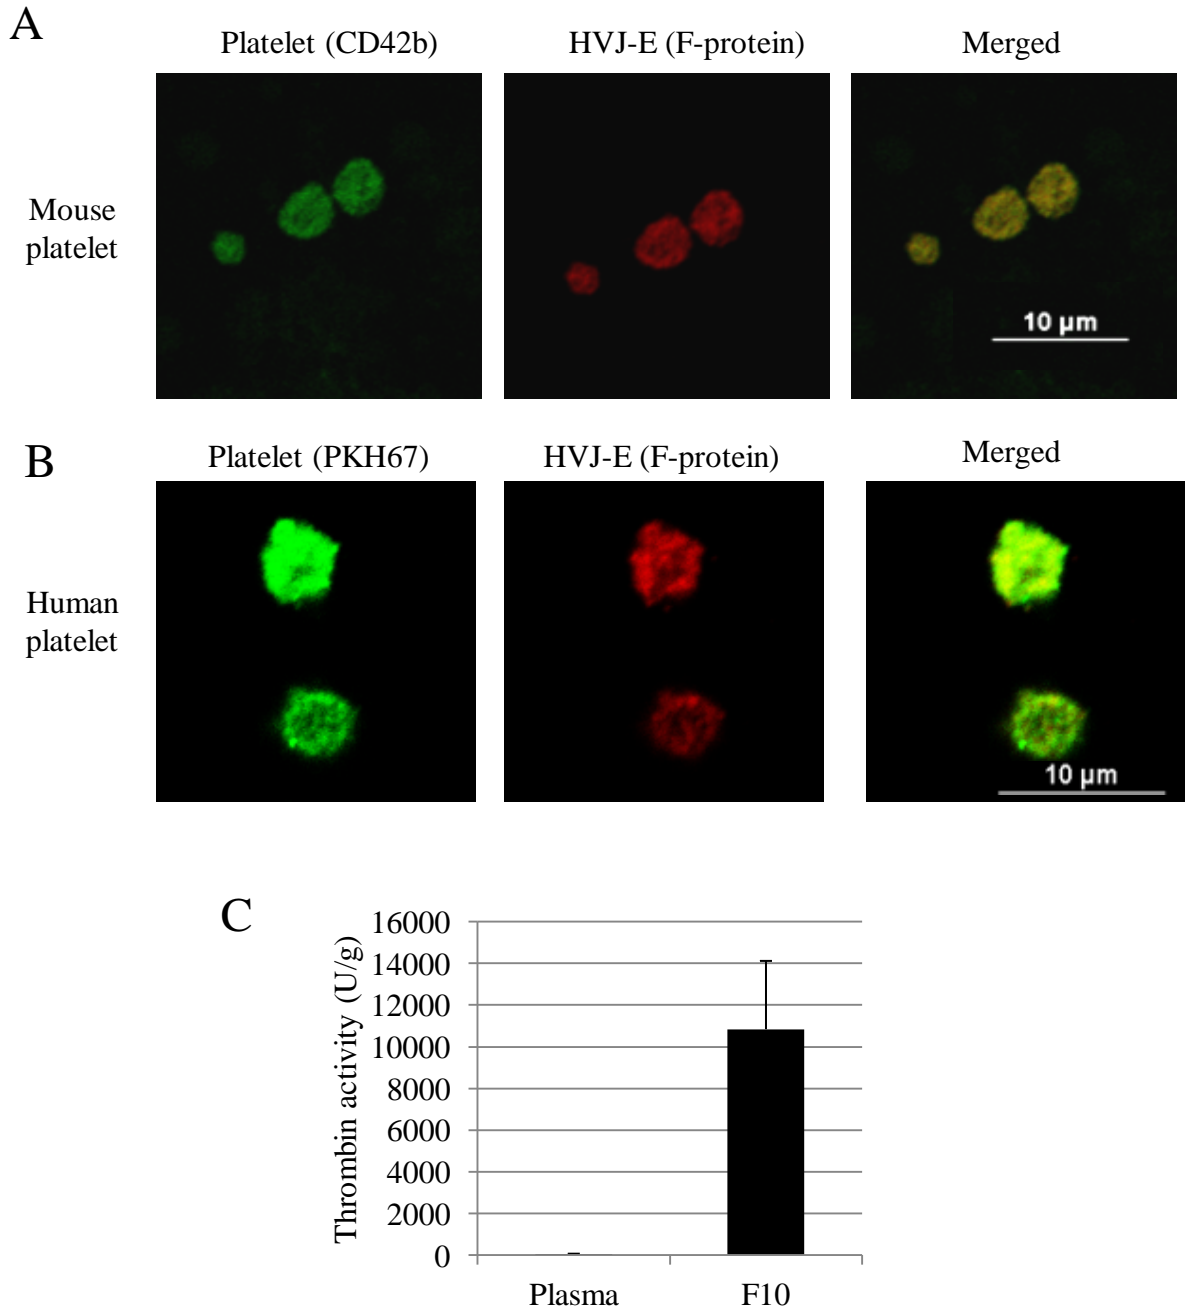 A
Platelet (CD42b)
HVJ-E (F-protein)
Merged
Mouse
platelet
10 µm
B
Platelet (PKH67)
HVJ-E (F-protein)
Merged
Human
platelet
10 µm
C
Thrombin activity (U/g)
16000
14000
12000
10000
8000
6000
4000
2000
0
Plasma
F10